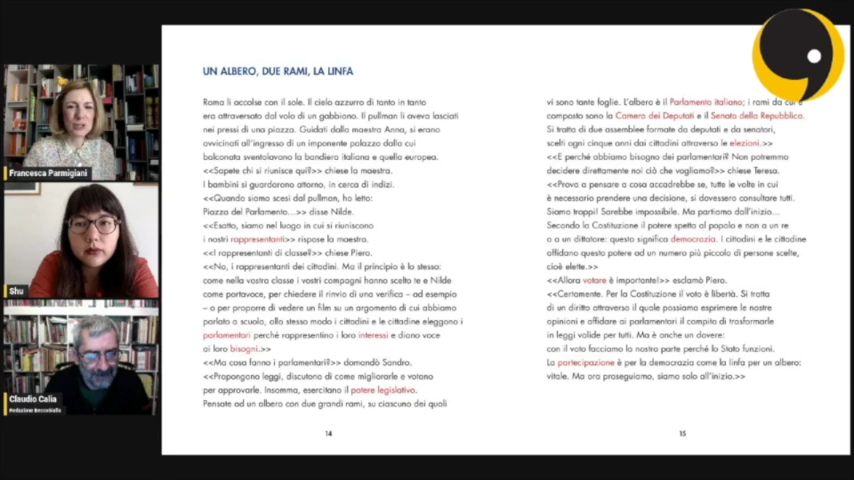 Francesca Parmigiani
Shu
Claudio Calia
Redazione BeccoGiallo
UN ALBERO, DUE RAMI, LA LINFA
Roma li accolse con il sole. Il cielo azzurro di tanto in tanto
era attraversato dal volo di un gabbiano. Il pullman li aveva lasciati
nei pressi di una piazza. Guidati dalla maestra Anna, si erano
avvicinati all'ingresso di un imponente palazzo dalla cui
balconata sventolavano la bandiera italiana e quella europea.
<<Sapete chi si riunisce qui?>> chiese la maestra.
I bambini si guardarono attorno, in cerca di indizi.
<<Quando siamo scesi dal pullman, ho letto:
Piazza del Parlamento...>> disse Nilde.
<<Esatto, siamo nel luogo in cui si riuniscono
i nostri rappresentanti>> rispose la maestra.
<<I rappresentanti di classe?>> chiese Piero.
<<No, i rappresentanti dei cittadini. Ma il principio è lo stesso:
come nella vostra classe i vostri compagni hanno scelto te e Nilde
come portavoce, per chiedere il rinvio di una verifica – ad esempio
– o per proporre di vedere un film su un argomento di cui abbiamo
parlato a scuola, allo stesso modo i cittadini e le cittadine eleggono i
parlamentari perché rappresentino i loro interessi e diano voce
ai loro bisogni.>>
<<Ma cosa fanno i parlamentari?>> domandò Sandro.
<<Propongono leggi, discutono di come migliorarle e votano
per approvarle. Insomma, esercitano il potere legislativo.
Pensate ad un albero con due grandi rami, su ciascuno dei quali
14
vi sono tante foglie. L'albero è il Parlamento italiano; i rami da cui è
composto sono la Camera dei Deputati e il Senato della Repubblica.
Si tratta di due assemblee formate da deputati e da senatori,
scelti ogni cinque anni dai cittadini attraverso le elezioni.>>
<<E perché abbiamo bisogno dei parlamentari? Non potremmo
decidere direttamente noi ciò che vogliamo?>> chiese Teresa.
<<Prova a pensare a cosa accadrebbe se, tutte le volte in cui
è necessario prendere una decisione, si dovessero consultare tutti.
Siamo troppi! Sarebbe impossibile. Ma partiamo dall'inizio...
Secondo la Costituzione il potere spetta al popolo e non a un re
o a un dittatore: questo significa democrazia. I cittadini e le cittadine
affidano questo potere ad un numero più piccolo di persone scelte,
cioè elette.>>
<<Allora votare è importante!>> esclamò Piero.
<<Certamente. Per la Costituzione il voto è libertà. Si tratta
di un diritto attraverso il quale possiamo esprimere le nostre
opinioni e affidare ai parlamentari il compito di trasformarle
in leggi valide per tutti. Ma è anche un dovere:
con il voto facciamo la nostra parte perché lo Stato funzioni.
La partecipazione è per la democrazia come la linfa per un albero:
vitale. Ma ora proseguiamo, siamo solo all'inizio.>>
15